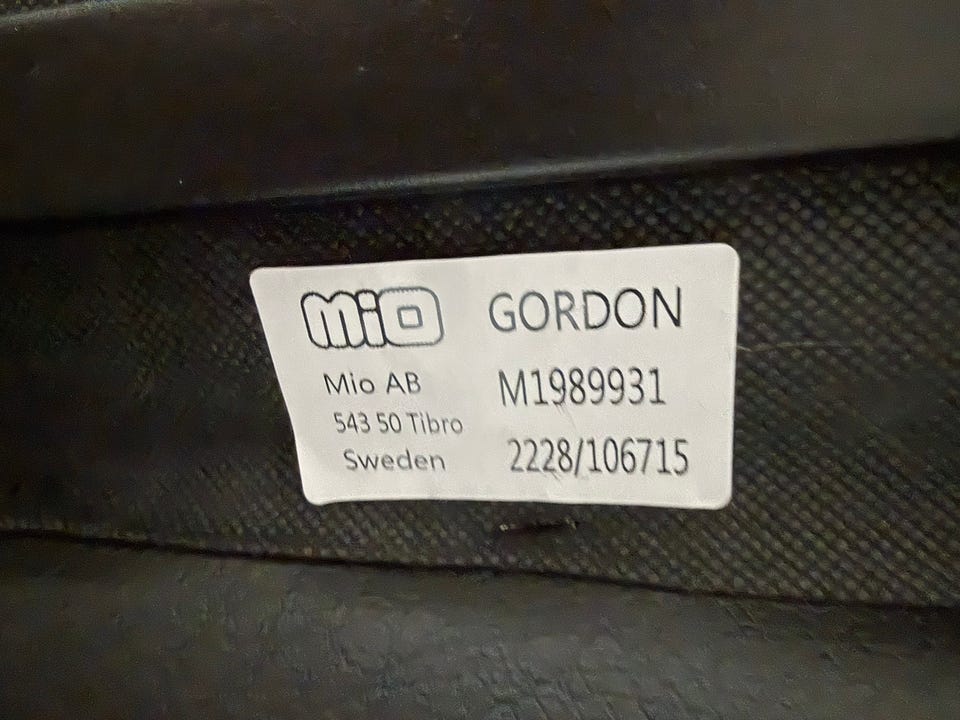 mio GORDON
Mio AB M1989931
543 50 Tibro
Sweden 2228/106715